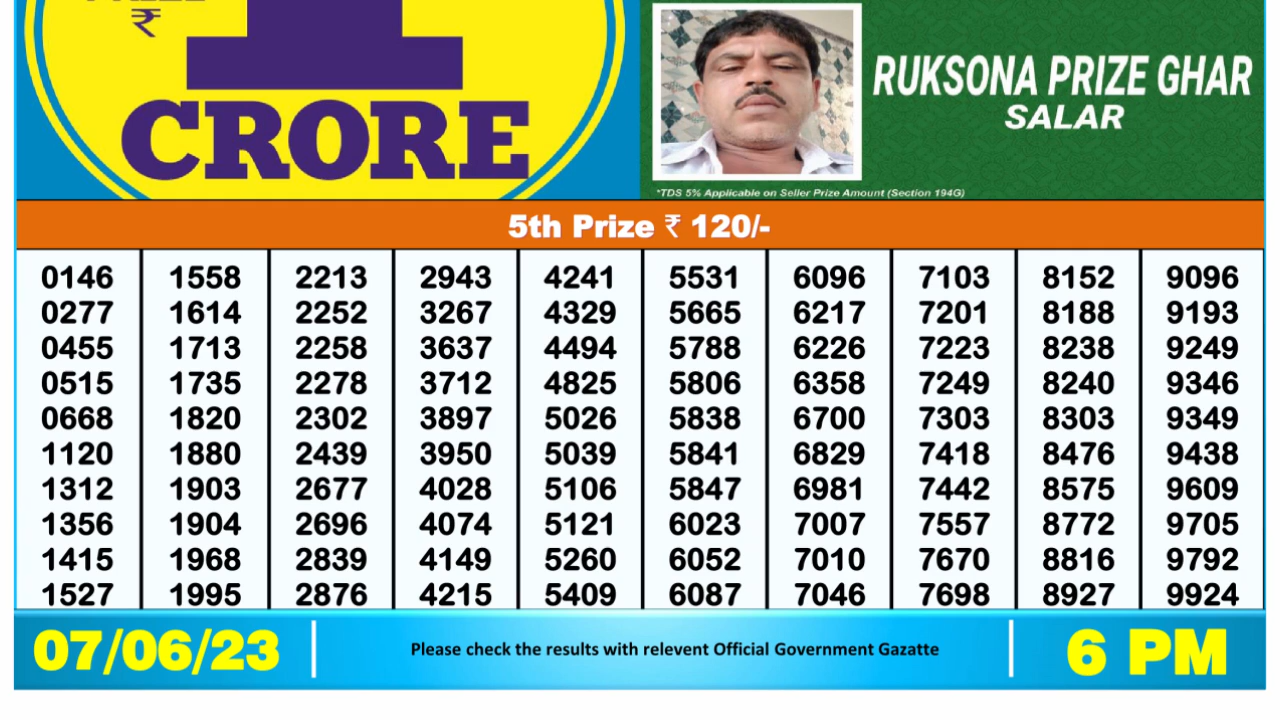 ₹
1
CRORE
RUKSONA PRIZE GHAR
SALAR
*TDS 5% Applicable on Seller Prize Amount (Section 194G)
5th Prize ₹ 120/-
0146 1558 2213 2943 4241 5531 6096 7103 8152 9096
0277 1614 2252 3267 4329 5665 6217 7201 8188 9193
0455 1713 2258 3637 4494 5788 6226 7223 8238 9249
0515 1735 2278 3712 4825 5806 6358 7249 8240 9346
0668 1820 2302 3897 5026 5838 6700 7303 8303 9349
1120 1880 2439 3950 5039 5841 6829 7418 8476 9438
1312 1903 2677 4028 5106 5847 6981 7442 8575 9609
1356 1904 2696 4074 5121 6023 7007 7557 8772 9705
1415 1968 2839 4149 5260 6052 7010 7670 8816 9792
1527 1995 2876 4215 5409 6087 7046 7698 8927 9924
07/06/23
Please check the results with relevent Official Government Gazatte
6 PM